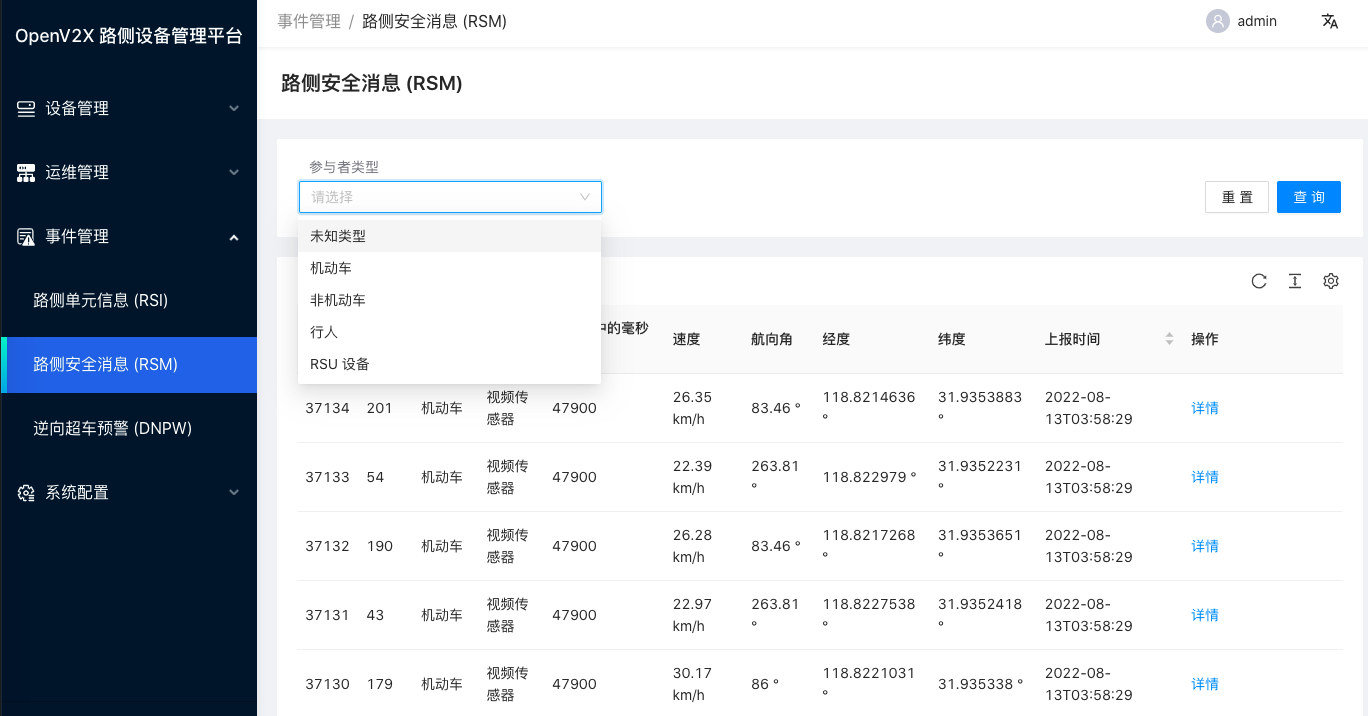 OpenV2X 路侧设备管理平台
设备管理
运维管理
事件管理
路侧单元信息 (RSI)
路侧安全消息 (RSM)
逆向超车预警 (DNPW)
系统配置
事件管理 / 路侧安全消息 (RSM)
admin
路侧安全消息 (RSM)
参与者类型
请选择
重 置
查 询
未知类型
机动车
非机动车
行人
RSU 设备
中的毫秒
速度
航向角
经度
纬度
上报时间
操作
37134
201
机动车
视频传
感器
47900
26.35
km/h
83.46 °
118.8214636
°
31.9353883
°
2022-08-
13T03:58:29
详情
37133
54
机动车
视频传
感器
47900
22.39
km/h
263.81
°
118.822979 °
31.9352231
°
2022-08-
13T03:58:29
详情
37132
190
机动车
视频传
感器
47900
26.28
km/h
83.46 °
118.8217268
°
31.9353651
°
2022-08-
13T03:58:29
详情
37131
43
机动车
视频传
感器
47900
22.97
km/h
263.81
°
118.8227538
°
31.9352418
°
2022-08-
13T03:58:29
详情
37130
179
机动车
视频传
感器
47900
30.17
km/h
86 °
118.8221031
°
31.935338 °
2022-08-
13T03:58:29
详情